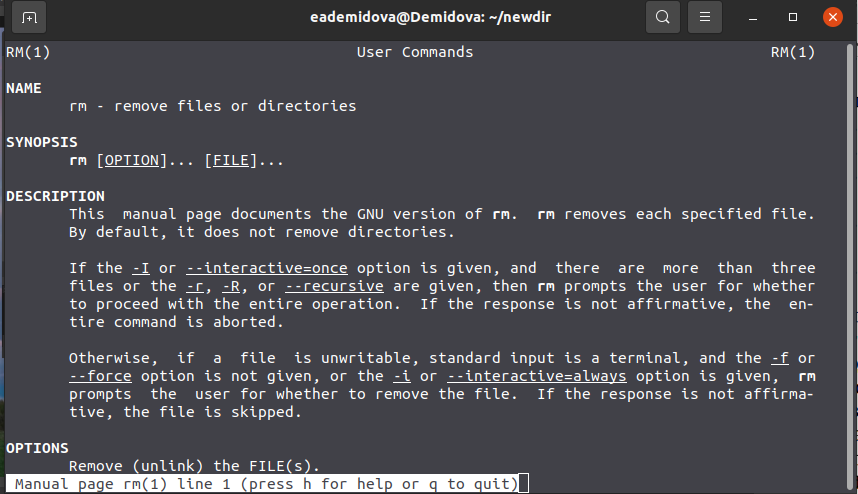 eademidova@Demidova: ~/newdir
RM(1) User Commands RM(1)
NAME
rm - remove files or directories
SYNOPSIS
rm [OPTION]... [FILE]...
DESCRIPTION
This manual page documents the GNU version of rm. rm removes each specified file.
By default, it does not remove directories.
If the -I or --interactive=once option is given, and there are more than three
files or the -r, -R, or --recursive are given, then rm prompts the user for whether
to proceed with the entire operation. If the response is not affirmative, the en-
tire command is aborted.
Otherwise, if a file is unwritable, standard input is a terminal, and the -f or
--force option is not given, or the -i or --interactive=always option is given, rm
prompts the user for whether to remove the file. If the response is not affirma-
tive, the file is skipped.
OPTIONS
Remove (unlink) the FILE(s).
Manual page rm(1) line 1 (press h for help or q to quit)